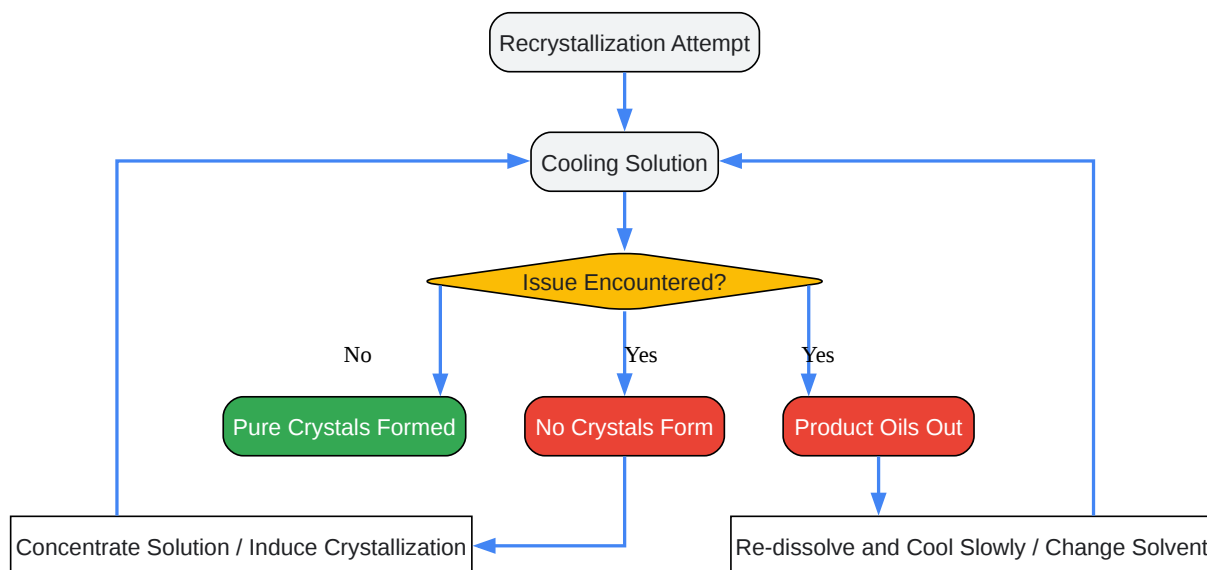 Recrystallization Attempt
Cooling Solution
Issue Encountered?
No
Yes
Yes
Pure Crystals Formed
No Crystals Form
Product Oils Out
Concentrate Solution / Induce Crystallization
Re-dissolve and Cool Slowly / Change Solvent